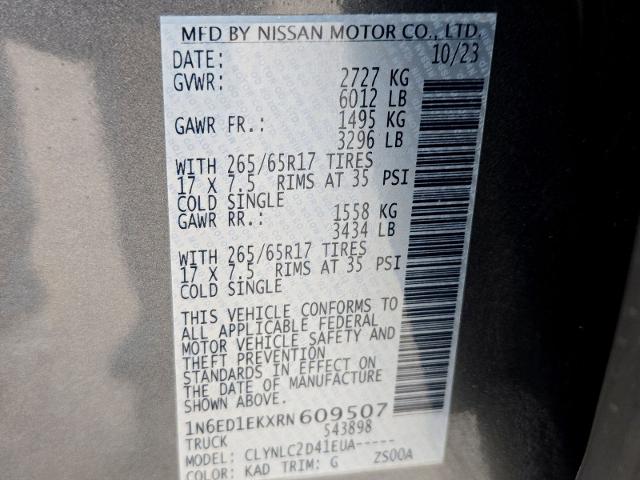 MFD BY NISSAN MOTOR CO., LTD.
DATE: 10/23
GVWR: 2727 KG
6012 LB
GAWR FR.: 1495 KG
3296 LB
WITH 265/65R17 TIRES
17 X 7.5 RIMS AT 35 PSI
COLD SINGLE
GAWR RR.: 1558 KG
3434 LB
WITH 265/65R17 TIRES
17 X 7.5 RIMS AT 35 PSI
COLD SINGLE
THIS VEHICLE CONFORMS TO
ALL APPLICABLE FEDERAL
MOTOR VEHICLE SAFETY AND
THEFT PREVENTION
STANDARDS IN EFFECT ON
THE DATE OF MANUFACTURE
SHOWN ABOVE.
1N6ED1EKXRN609507
TRUCK 543898
MODEL: CLYNLC2D41EUA-----
COLOR: KAD TRIM: G ZS00A